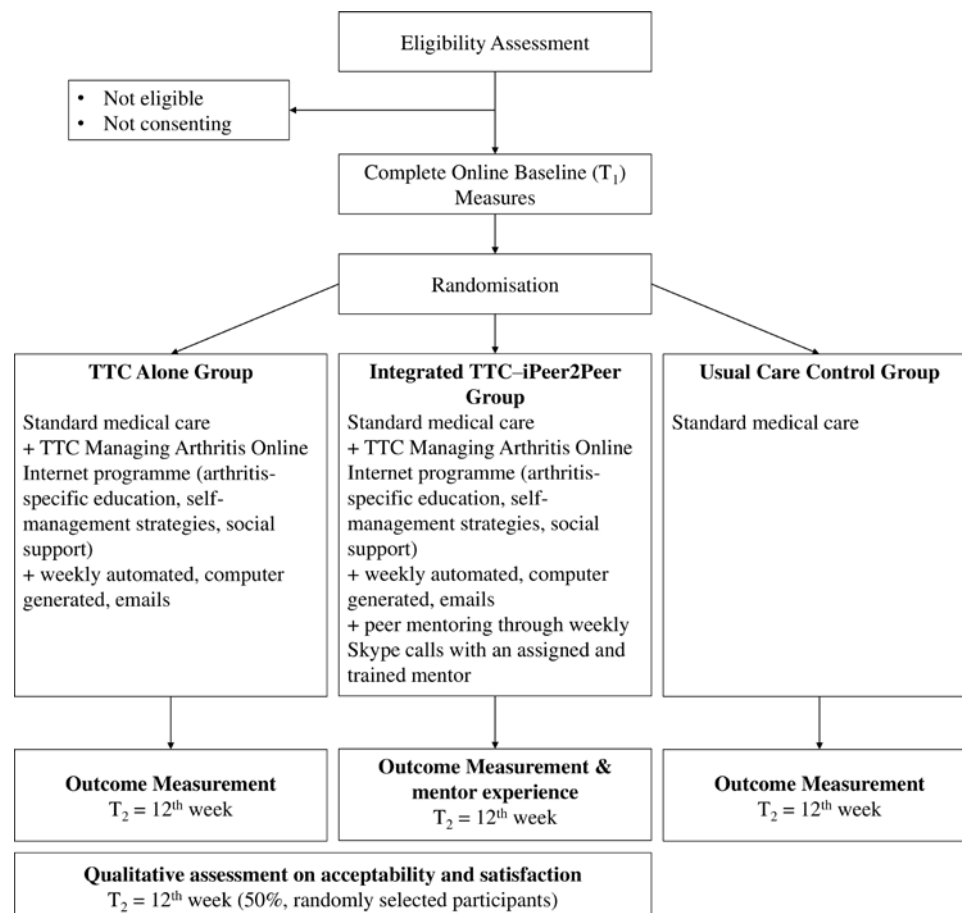 Eligibility Assessment
• Not eligible
• Not consenting
Complete Online Baseline (T₁)
Measures
Randomisation
TTC Alone Group
Standard medical care
+ TTC Managing Arthritis Online
Internet programme (arthritis-
specific education, self-
management strategies, social
support)
+ weekly automated, computer
generated, emails
Integrated TTC–iPeer2Peer
Group
Standard medical care
+ TTC Managing Arthritis Online
Internet programme (arthritis-
specific education, self-
management strategies, social
support)
+ weekly automated, computer
generated, emails
+ peer mentoring through weekly
Skype calls with an assigned and
trained mentor
Usual Care Control Group
Standard medical care
Outcome Measurement
T₂ = 12ᵗʰ week
Outcome Measurement &
mentor experience
T₂ = 12ᵗʰ week
Outcome Measurement
T₂ = 12ᵗʰ week
Qualitative assessment on acceptability and satisfaction
T₂ = 12ᵗʰ week (50%, randomly selected participants)